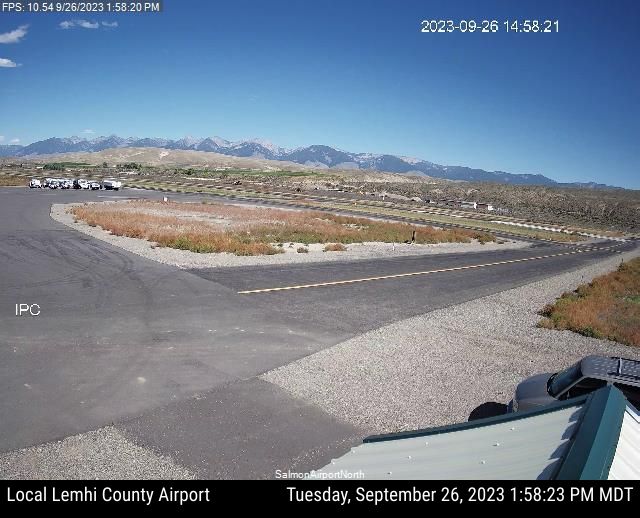 FPS: 10.54 9/26/2023 1:58:20 PM
2023-09-26 14:58:21
IPC
SalmonAirportNorth
Local Lemhi County Airport Tuesday, September 26, 2023 1:58:23 PM MDT